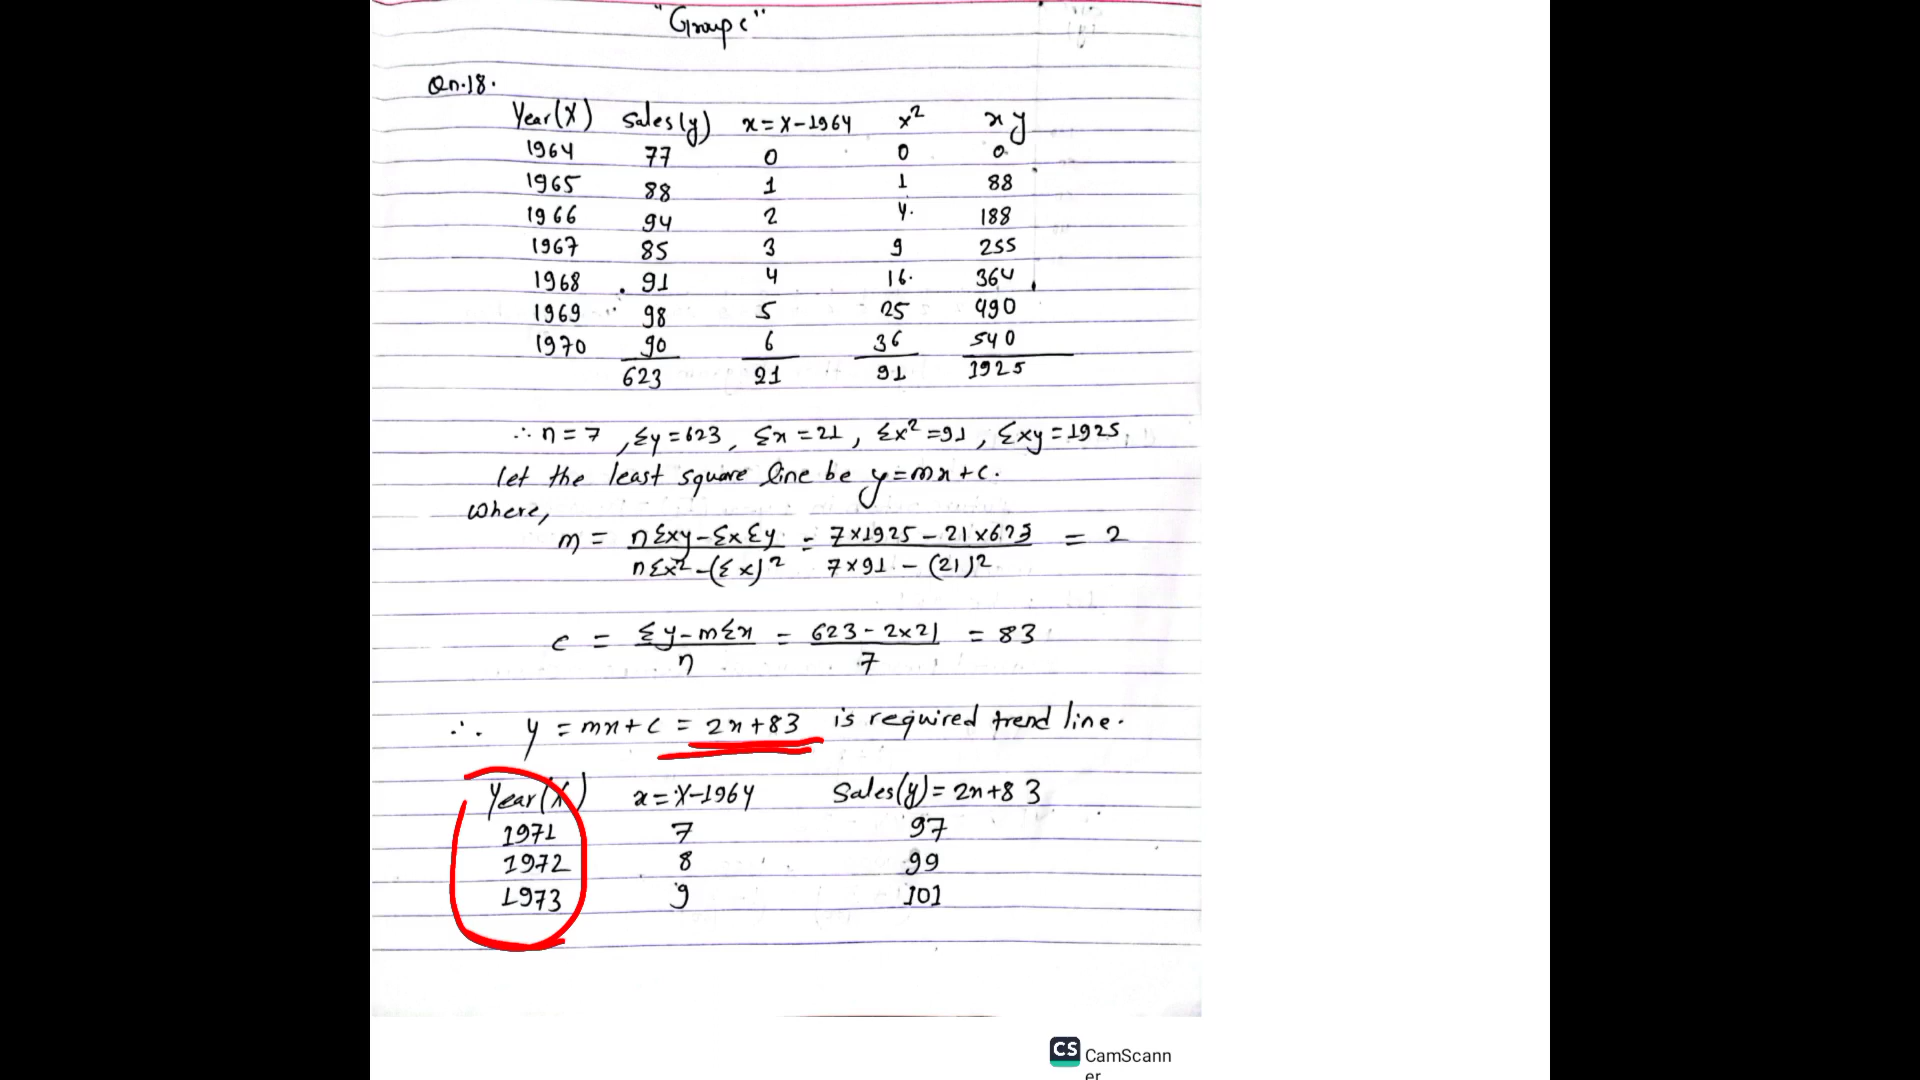 "Group c"
Qn.18.
Year(X) Sales(y) x=X-1964 x² xy
1964 77 0 0 0
1965 88 1 1 88
1966 94 2 4 188
1967 85 3 9 255
1968 91 4 16 364
1969 98 5 25 490
1970 90 6 36 540
623 21 91 1925
∴ n=7, Σy=623, Σx=21, Σx²=91, Σxy=1925
Let the least square line be y=mx+c.
where,
m = nΣxy-ΣxΣy / nΣx²-(Σx)² = 7×1925-21×623 / 7×91-(21)² = 2
c = Σy-mΣx / n = 623-2×21 / 7 = 83
∴ y=mx+c=2x+83 is required trend line.
Year(X) x=X-1964 Sales(y)=2x+83
1971 7 97
1972 8 99
1973 9 101
CS CamScann
er